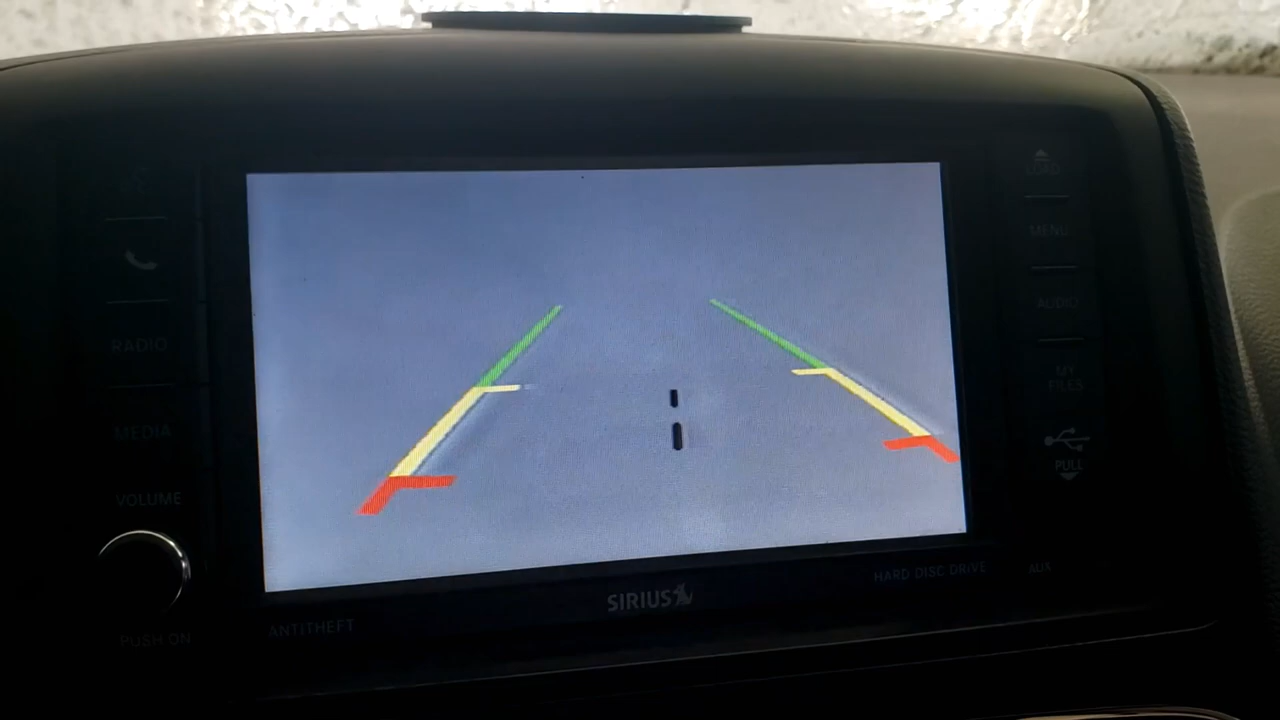 RADIO
MEDIA
VOLUME
PUSH ON
ANTITHEFT
SIRIUS
HARD DISC DRIVE
AUX
LOAD
MENU
AUDIO
MY
FILES
PULL